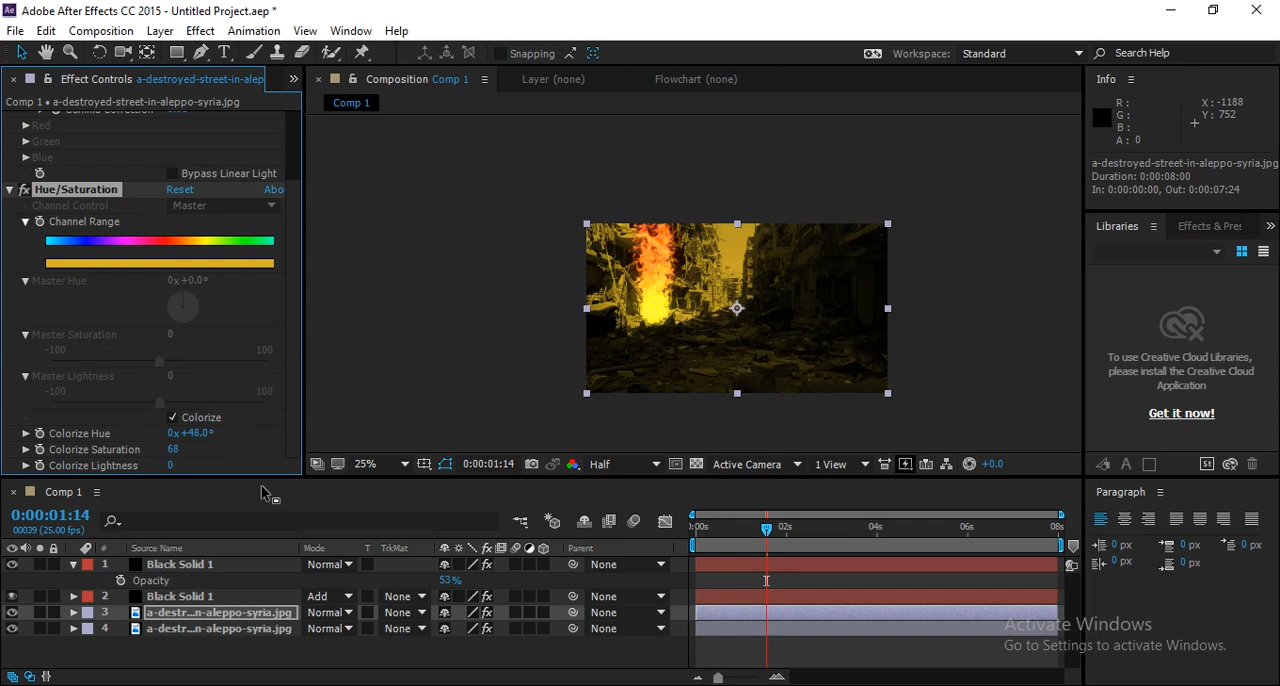 Ae Adobe After Effects CC 2015 - Untitled Project.aep *
File Edit Composition Layer Effect Animation View Window Help
Snapping
Workspace: Standard
Search Help
Effect Controls a-destroyed-street-in-alep
Comp 1 • a-destroyed-street-in-aleppo-syria.jpg
Red
Green
Blue
Bypass Linear Light
fx Hue/Saturation Reset Abo
Channel Control Master
Channel Range
Master Hue 0x+0.0°
Master Saturation 0
-100 100
Master Lightness 0
-100 100
Colorize
Colorize Hue 0x+48.0°
Colorize Saturation 68
Colorize Lightness 0
Composition Comp 1
Layer (none)
Flowchart (none)
Comp 1
25%
0:00:01:14
Half
Active Camera
1 View
+0.0
Info
R:
G:
B:
A: 0
X: -1188
Y: 752
a-destroyed-street-in-aleppo-syria.jpg
Duration: 0:00:08:00
In: 0:00:00:00, Out: 0:00:07:24
Libraries
Effects & Pre
To use Creative Cloud Libraries,
please install the Creative Cloud
Application
Get it now!
St
Paragraph
0 px 0 px 0 px
0 px 0 px
Comp 1
0:00:01:14
00039 (25.00 fps)
# Source Name Mode T TrkMat Parent
1 Black Solid 1 Normal None
Opacity 53%
2 Black Solid 1 Add None None
3 a-destr...n-aleppo-syria.jpg Normal None None
4 a-destr...n-aleppo-syria.jpg Normal None None
02s 04s 06s 08s
Activate Windows
Go to Settings to activate Windows.